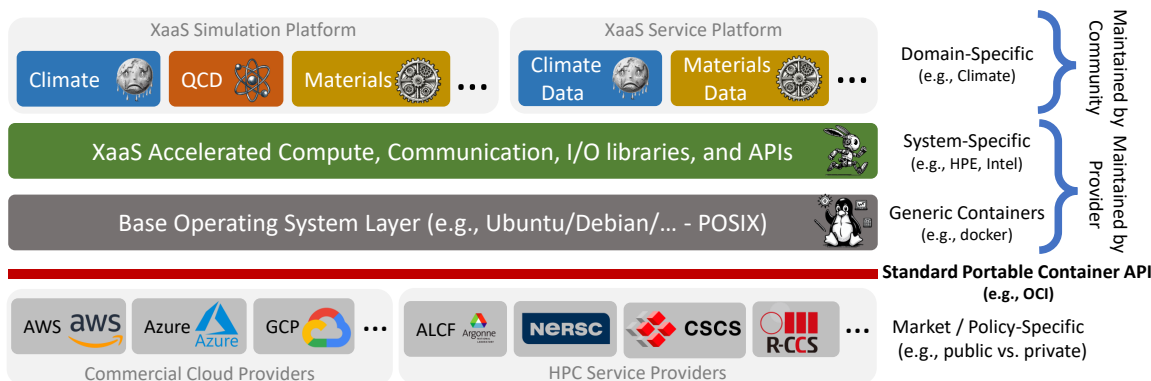 XaaS Simulation Platform
XaaS Service Platform
Climate
QCD
Materials
...
Climate
Data
Materials
Data
...
Domain-Specific
(e.g., Climate)
Maintained by
Community
XaaS Accelerated Compute, Communication, I/O libraries, and APIs
System-Specific
(e.g., HPE, Intel)
Base Operating System Layer (e.g., Ubuntu/Debian/... - POSIX)
Generic Containers
(e.g., docker)
Maintained by
Provider
Standard Portable Container API
(e.g., OCI)
AWS aws
Azure
Azure
GCP
...
ALCF
Argonne
NERSC
CSCS
R-CCS
...
Market / Policy-Specific
(e.g., public vs. private)
Commercial Cloud Providers
HPC Service Providers